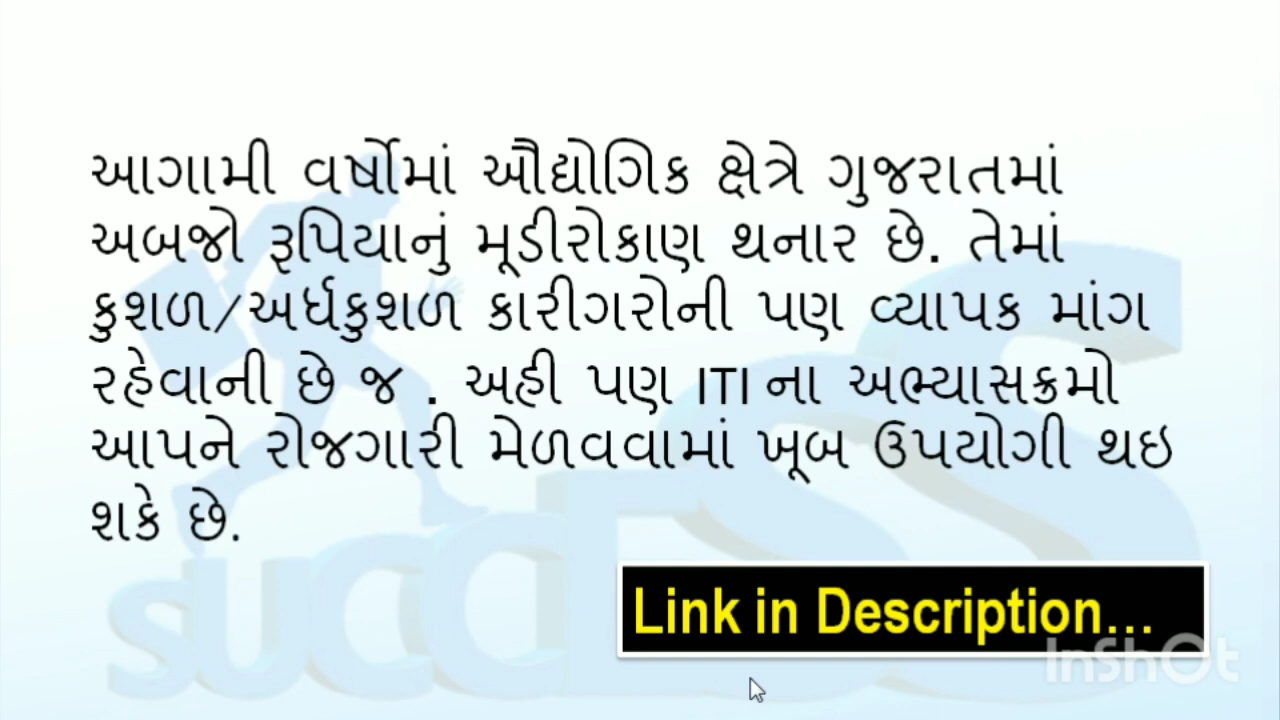 આગામી વર્ષોમાં ઔદ્યોગિક ક્ષેત્રે ગુજરાતમાં
અબજો રૂપિયાનું મૂડીરોકાણ થનાર છે. તેમાં
કુશળ/અર્ધકુશળ કારીગરોની પણ વ્યાપક માંગ
રહેવાની છે જ . અહી પણ ITI ના અભ્યાસક્રમો
આપને રોજગારી મેળવવામાં ખૂબ ઉપયોગી થઇ
શકે છે.
SUCCESS
Link in Description...
InShOt